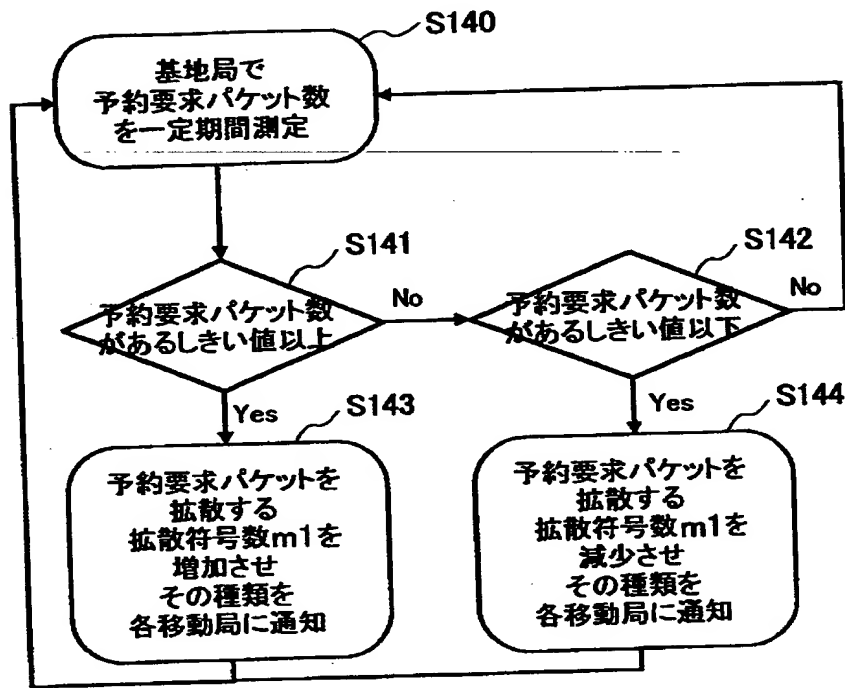 S140
基地局で
予約要求パケット数
を一定期間測定
S141
予約要求パケット数
があるしきい値以上
No
S142
予約要求パケット数
があるしきい値以下
No
Yes
S143
予約要求パケットを
拡散する
拡散符号数m1を
増加させ
その種類を
各移動局に通知
Yes
S144
予約要求パケットを
拡散する
拡散符号数m1を
減少させ
その種類を
各移動局に通知